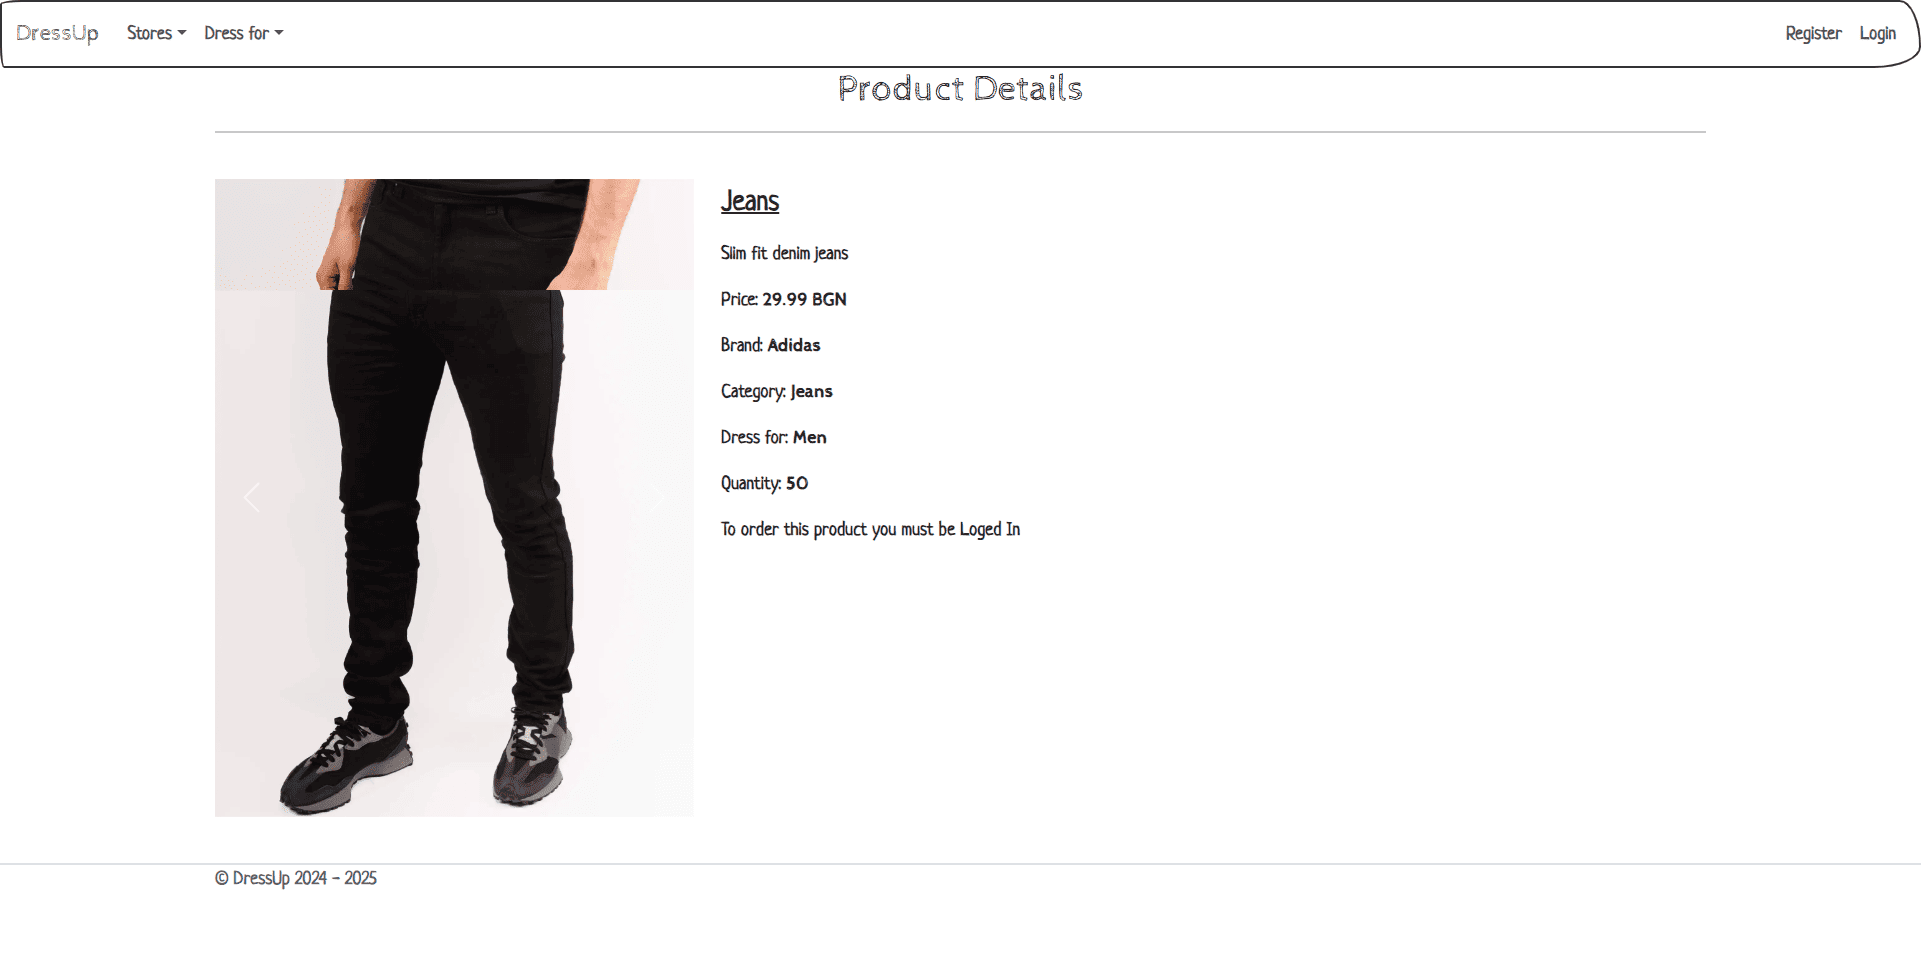 DressUp Stores Dress for Register Login
Product Details
Jeans
Slim fit denim jeans
Price: 29.99 BGN
Brand: Adidas
Category: Jeans
Dress for: Men
Quantity: 50
To order this product you must be Loged In
© DressUp 2024 - 2025